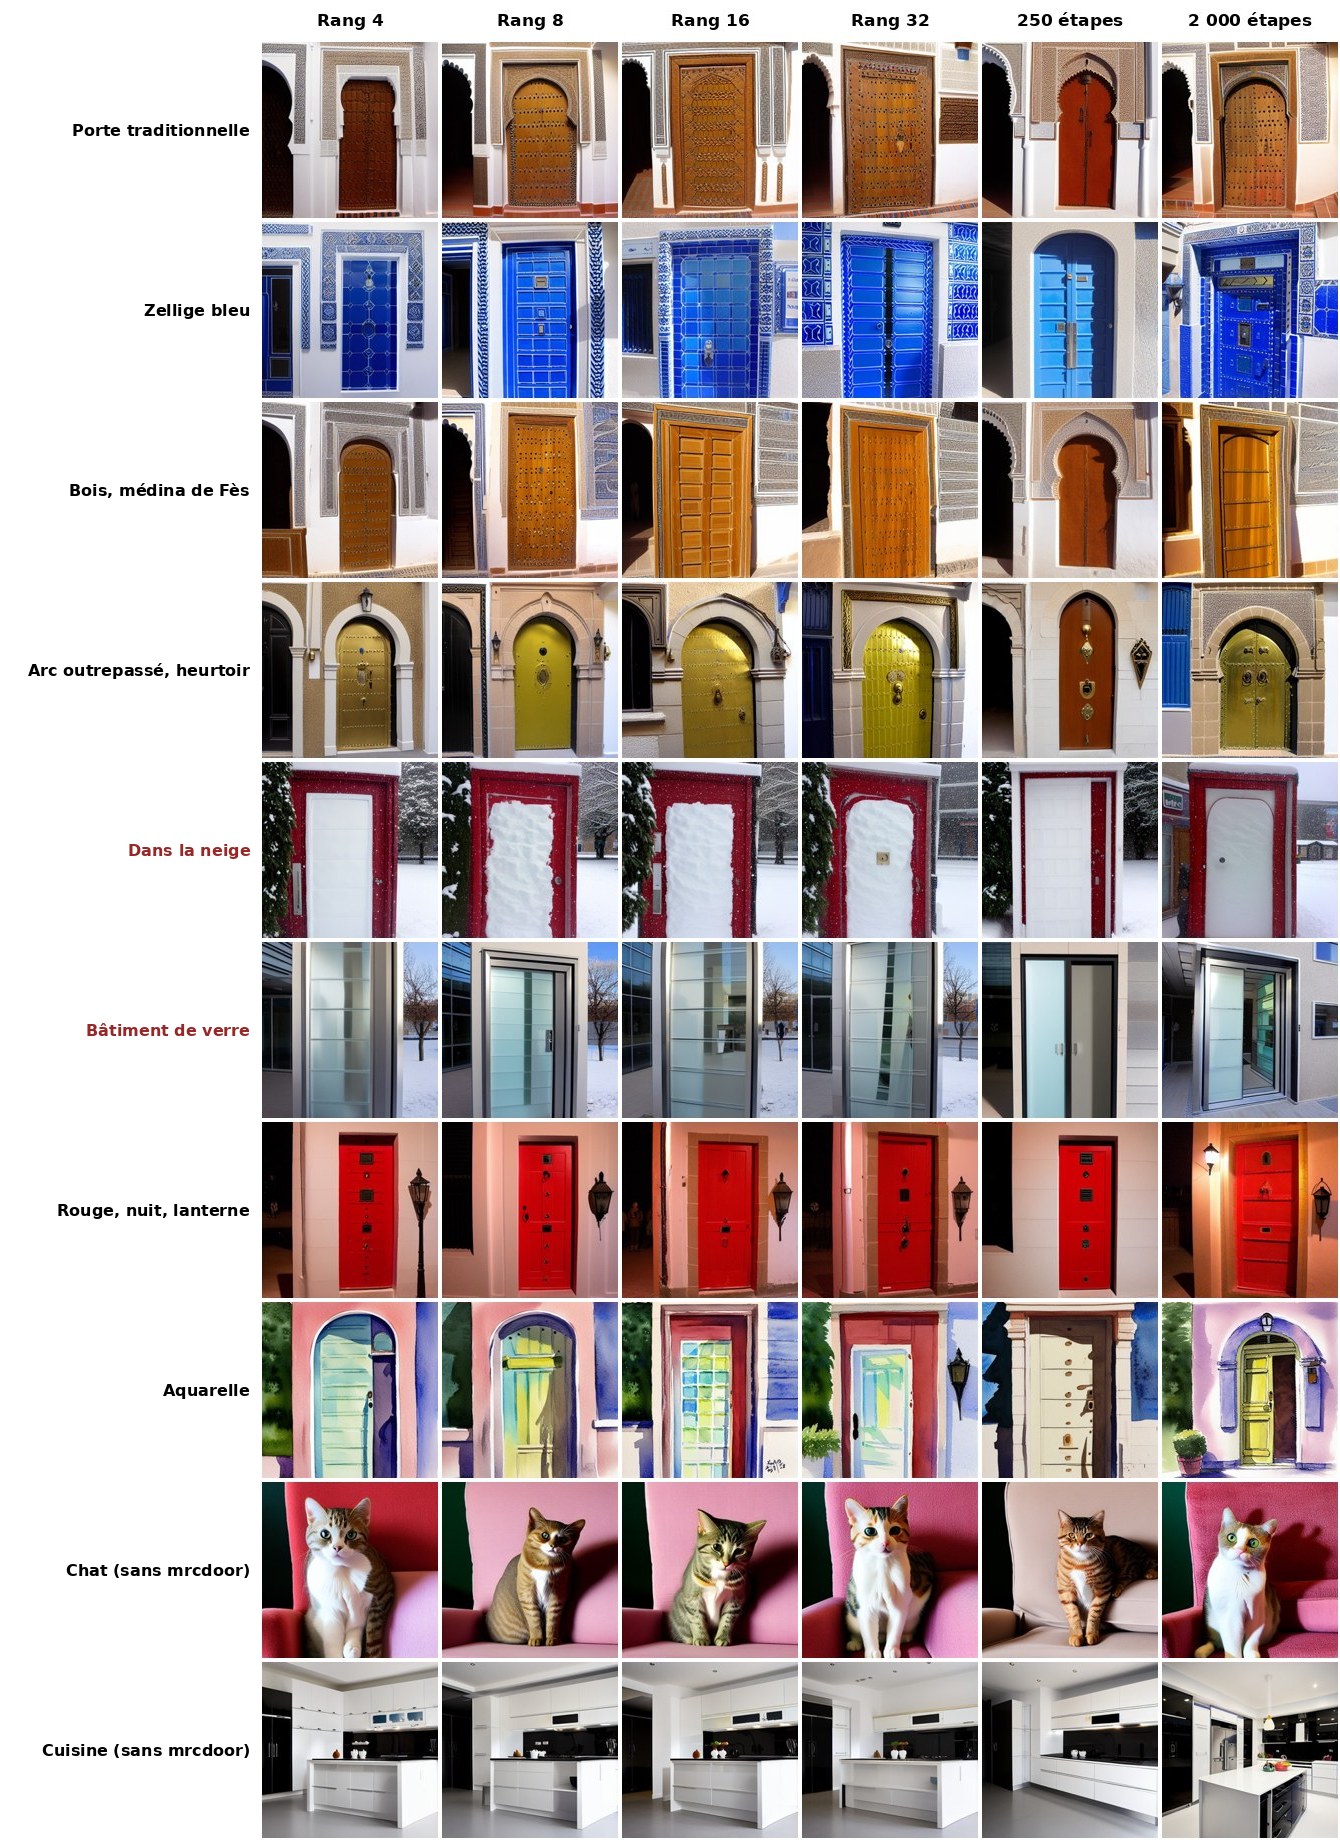 Rang 4
Rang 8
Rang 16
Rang 32
250 étapes
2 000 étapes
Porte traditionnelle
Zellige bleu
Bois, médina de Fès
Arc outrepassé, heurtoir
Dans la neige
Bâtiment de verre
Rouge, nuit, lanterne
Aquarelle
Chat (sans mrcdoor)
Cuisine (sans mrcdoor)